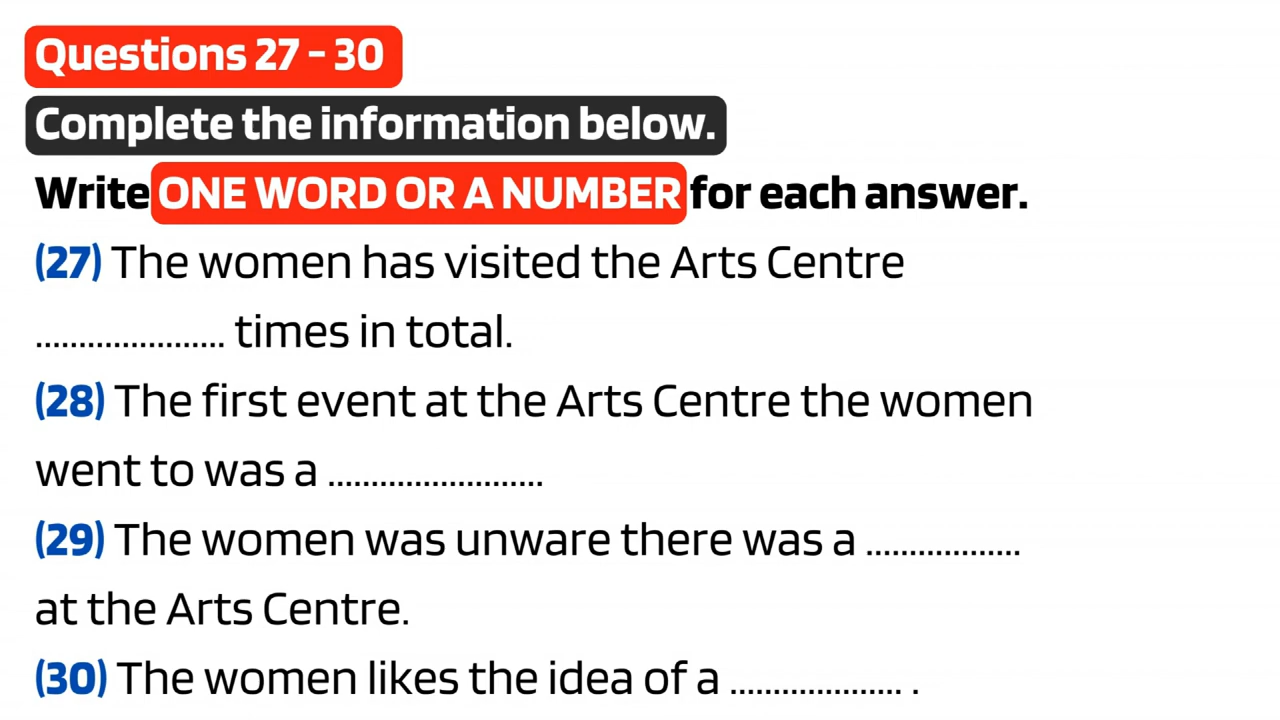 Questions 27 - 30
Complete the information below.
Write ONE WORD OR A NUMBER for each answer.
(27) The women has visited the Arts Centre
...................... times in total.
(28) The first event at the Arts Centre the women
went to was a .........................
(29) The women was unware there was a ..................
at the Arts Centre.
(30) The women likes the idea of a .................... .